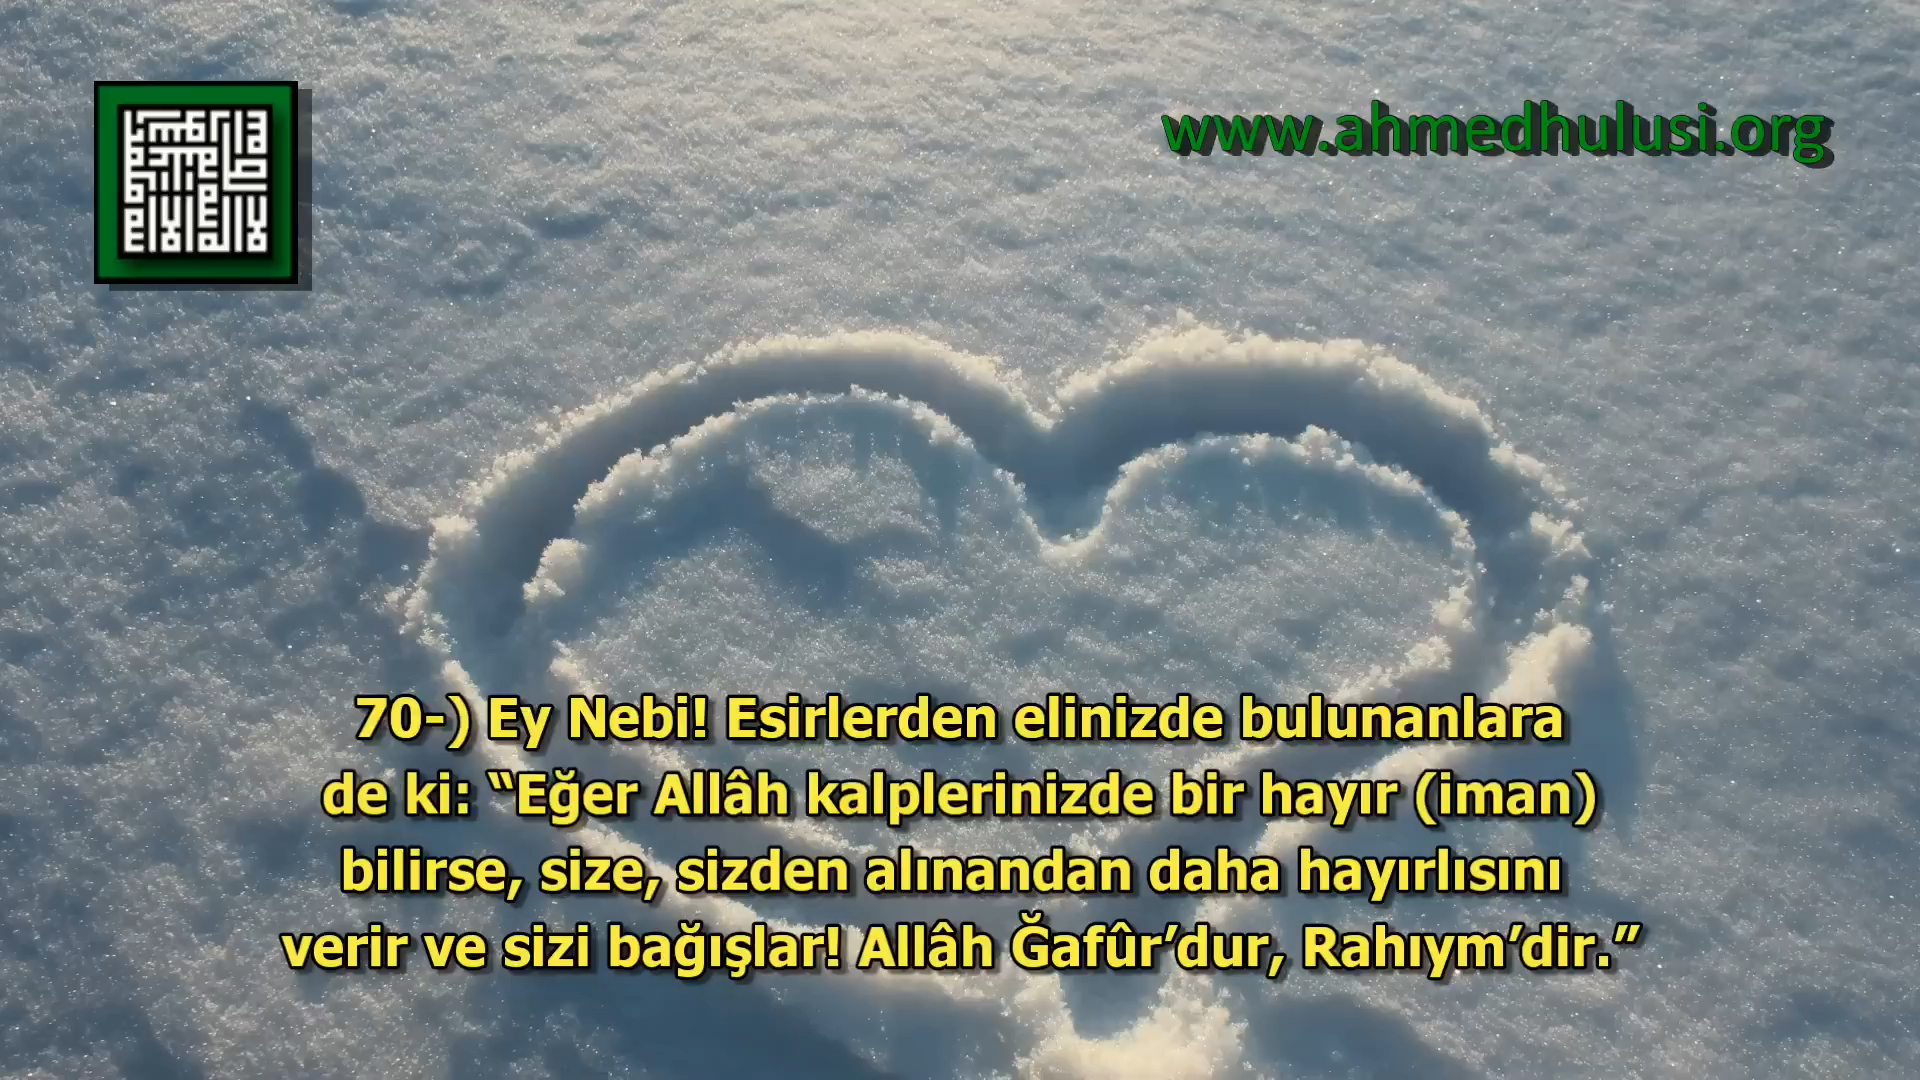 www.ahmedhulusi.org
70-) Ey Nebi! Esirlerden elinizde bulunanlara
de ki: “Eğer Allâh kalplerinizde bir hayır (iman)
bilirse, size, sizden alınandan daha hayırlısını
verir ve sizi bağışlar! Allâh Ğafûr’dur, Rahıym’dir.”